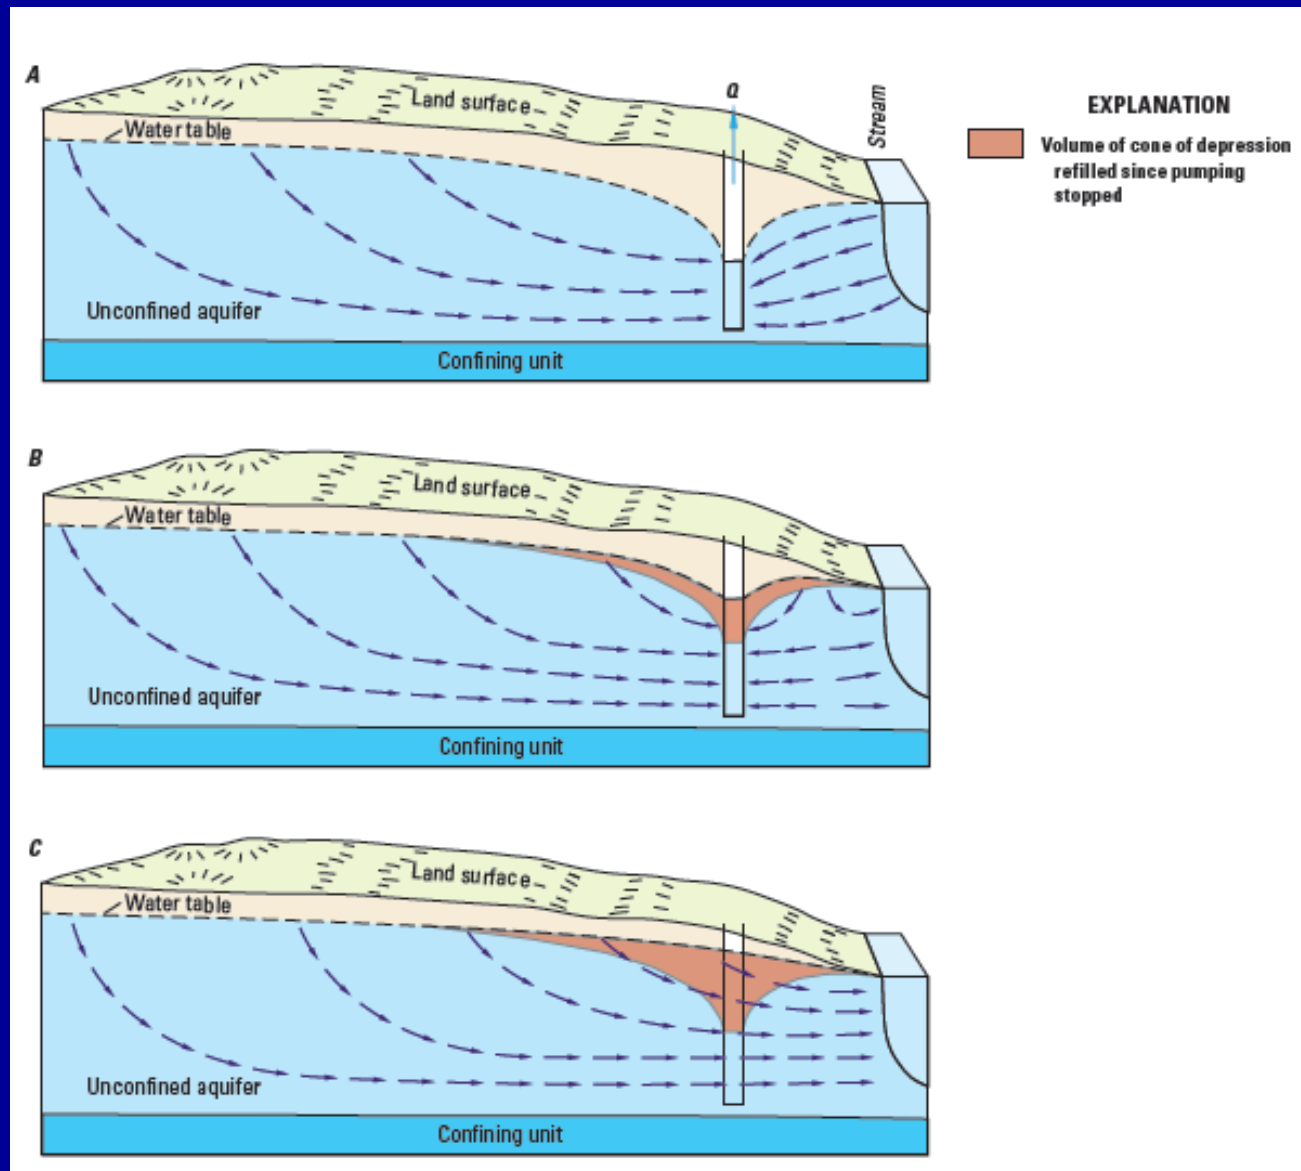 A
Land surface
Water table
Q
Stream
Unconfined aquifer
Confining unit
EXPLANATION
Volume of cone of depression
refilled since pumping
stopped
B
Land surface
Water table
Unconfined aquifer
Confining unit
C
Land surface
Water table
Unconfined aquifer
Confining unit